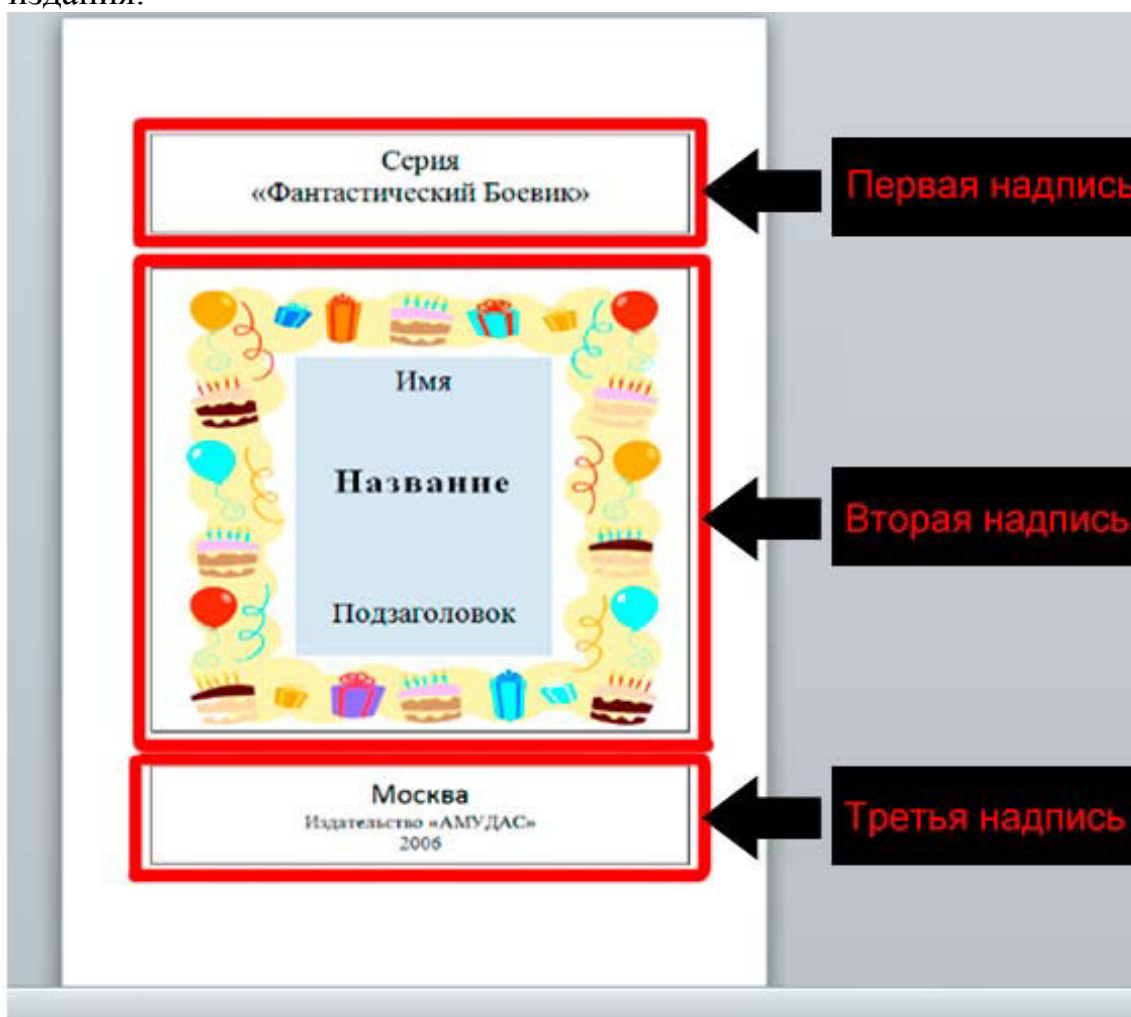 издания.
Серия
«Фантастический Боевик»
Первая надпись
Имя
Название
Вторая надпись
Подзаголовок
Москва
Издательство «АМУДАС»
2006
Третья надпись